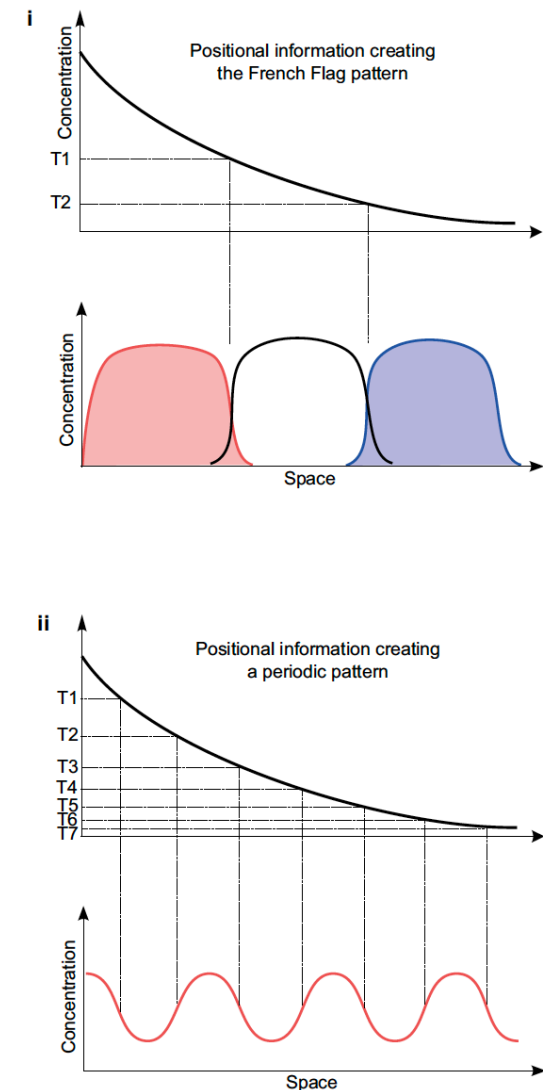 i
Positional information creating
the French Flag pattern
Concentration
T1
T2
Concentration
Space
ii
Positional information creating
a periodic pattern
T1
T2
T3
T4
T5
T6
T7
Concentration
Space